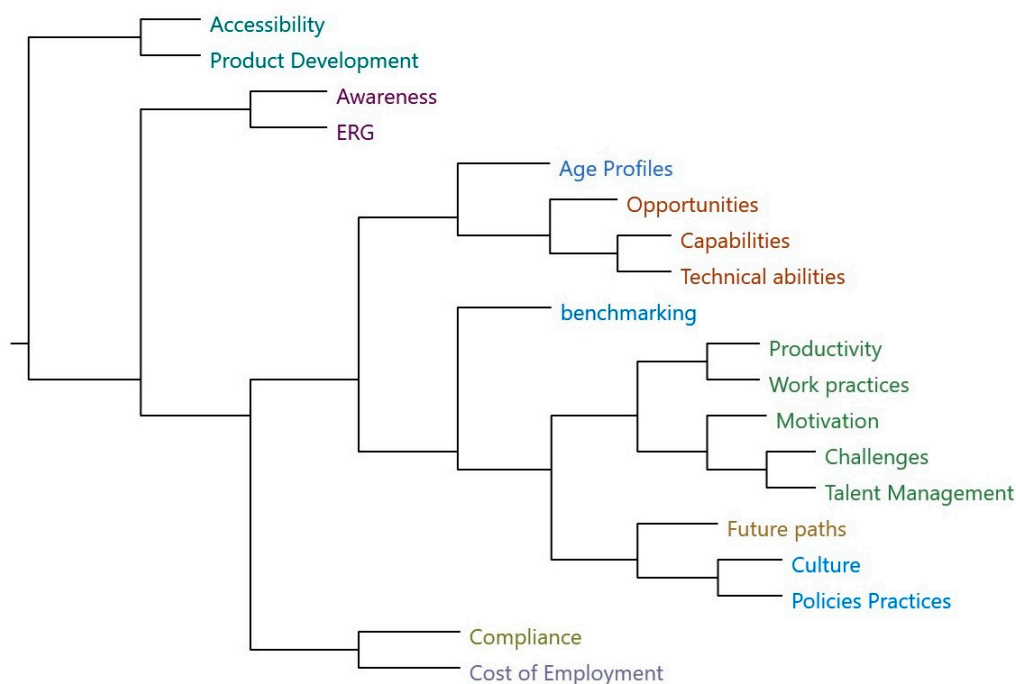 Accessibility
Product Development
Awareness
ERG
Age Profiles
Opportunities
Capabilities
Technical abilities
benchmarking
Productivity
Work practices
Motivation
Challenges
Talent Management
Future paths
Culture
Policies Practices
Compliance
Cost of Employment